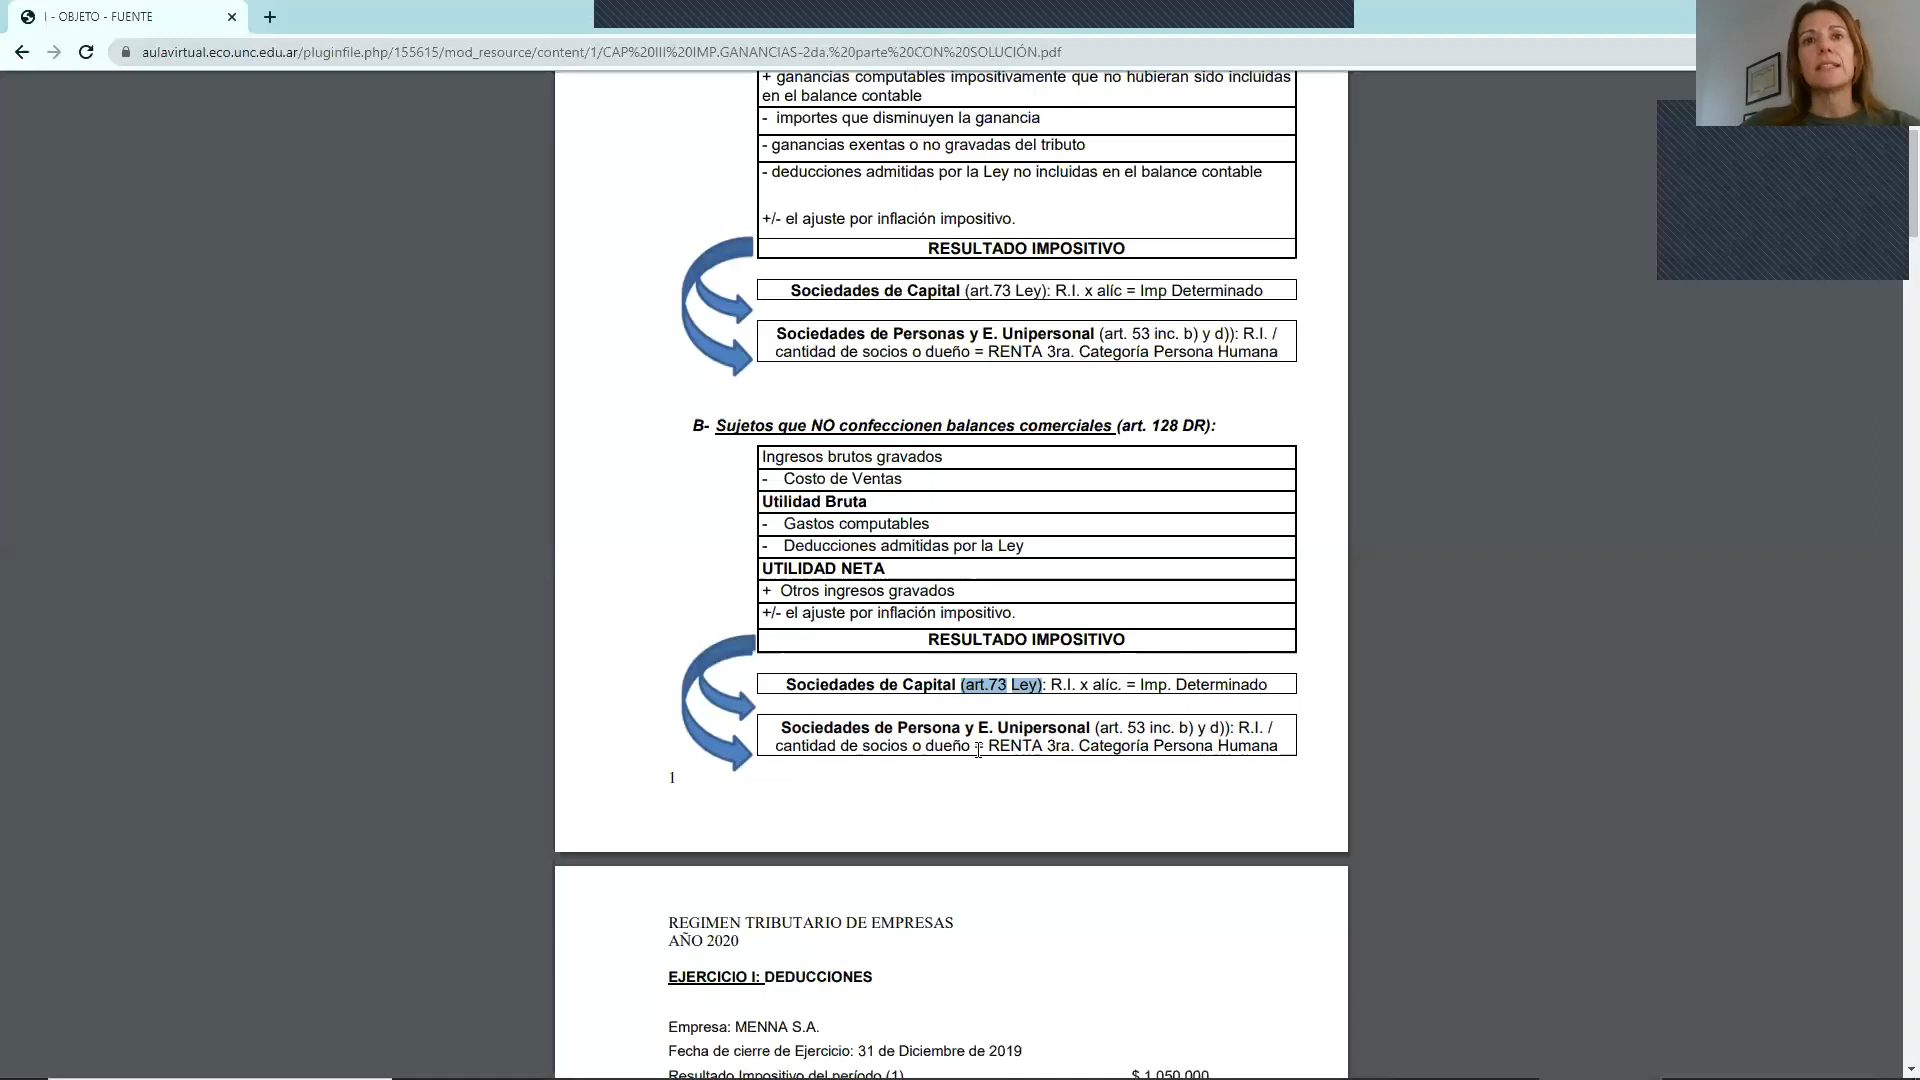 I - OBJETO - FUENTE
aulavirtual.eco.unc.edu.ar/pluginfile.php/155615/mod_resource/content/1/CAP%20III%20IMP.GANANCIAS-2da.%20parte%20CON%20SOLUCIÓN.pdf
+ ganancias computables impositivamente que no hubieran sido incluidas
en el balance contable
- importes que disminuyen la ganancia
- ganancias exentas o no gravadas del tributo
- deducciones admitidas por la Ley no incluidas en el balance contable
+/- el ajuste por inflación impositivo.
RESULTADO IMPOSITIVO
Sociedades de Capital (art.73 Ley): R.I. x alíc = Imp Determinado
Sociedades de Personas y E. Unipersonal (art. 53 inc. b) y d)): R.I. /
cantidad de socios o dueño = RENTA 3ra. Categoría Persona Humana
B- Sujetos que NO confeccionen balances comerciales (art. 128 DR):
Ingresos brutos gravados
- Costo de Ventas
Utilidad Bruta
- Gastos computables
- Deducciones admitidas por la Ley
UTILIDAD NETA
+ Otros ingresos gravados
+/- el ajuste por inflación impositivo.
RESULTADO IMPOSITIVO
Sociedades de Capital (art.73 Ley): R.I. x alíc. = Imp. Determinado
Sociedades de Persona y E. Unipersonal (art. 53 inc. b) y d)): R.I. /
cantidad de socios o dueño = RENTA 3ra. Categoría Persona Humana
1
REGIMEN TRIBUTARIO DE EMPRESAS
AÑO 2020
EJERCICIO I: DEDUCCIONES
Empresa: MENNA S.A.
Fecha de cierre de Ejercicio: 31 de Diciembre de 2019
Resultado Impositivo del período (1) $ 1.050.000